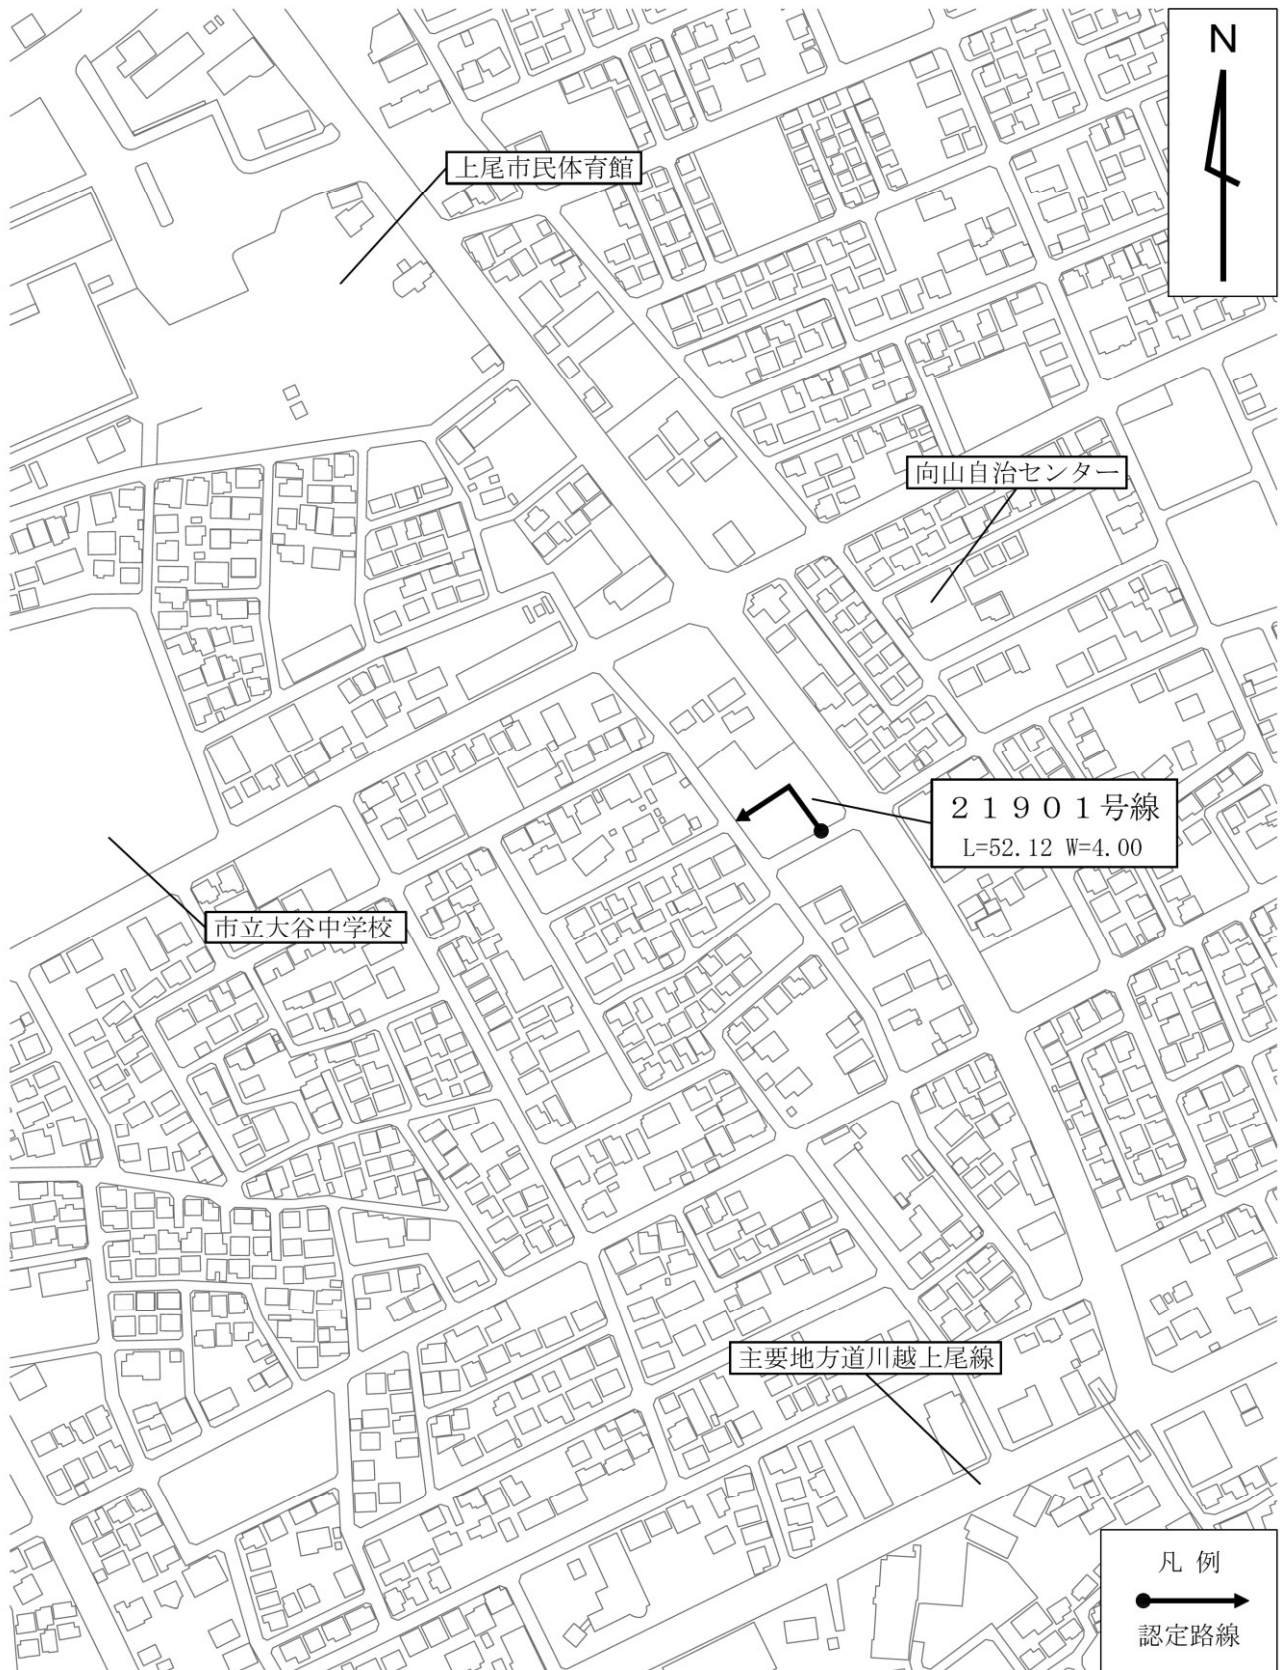 N
上尾市民体育館
向山自治センター
21901号線
L=52.12 W=4.00
市立大谷中学校
主要地方道川越上尾線
凡 例
認定路線